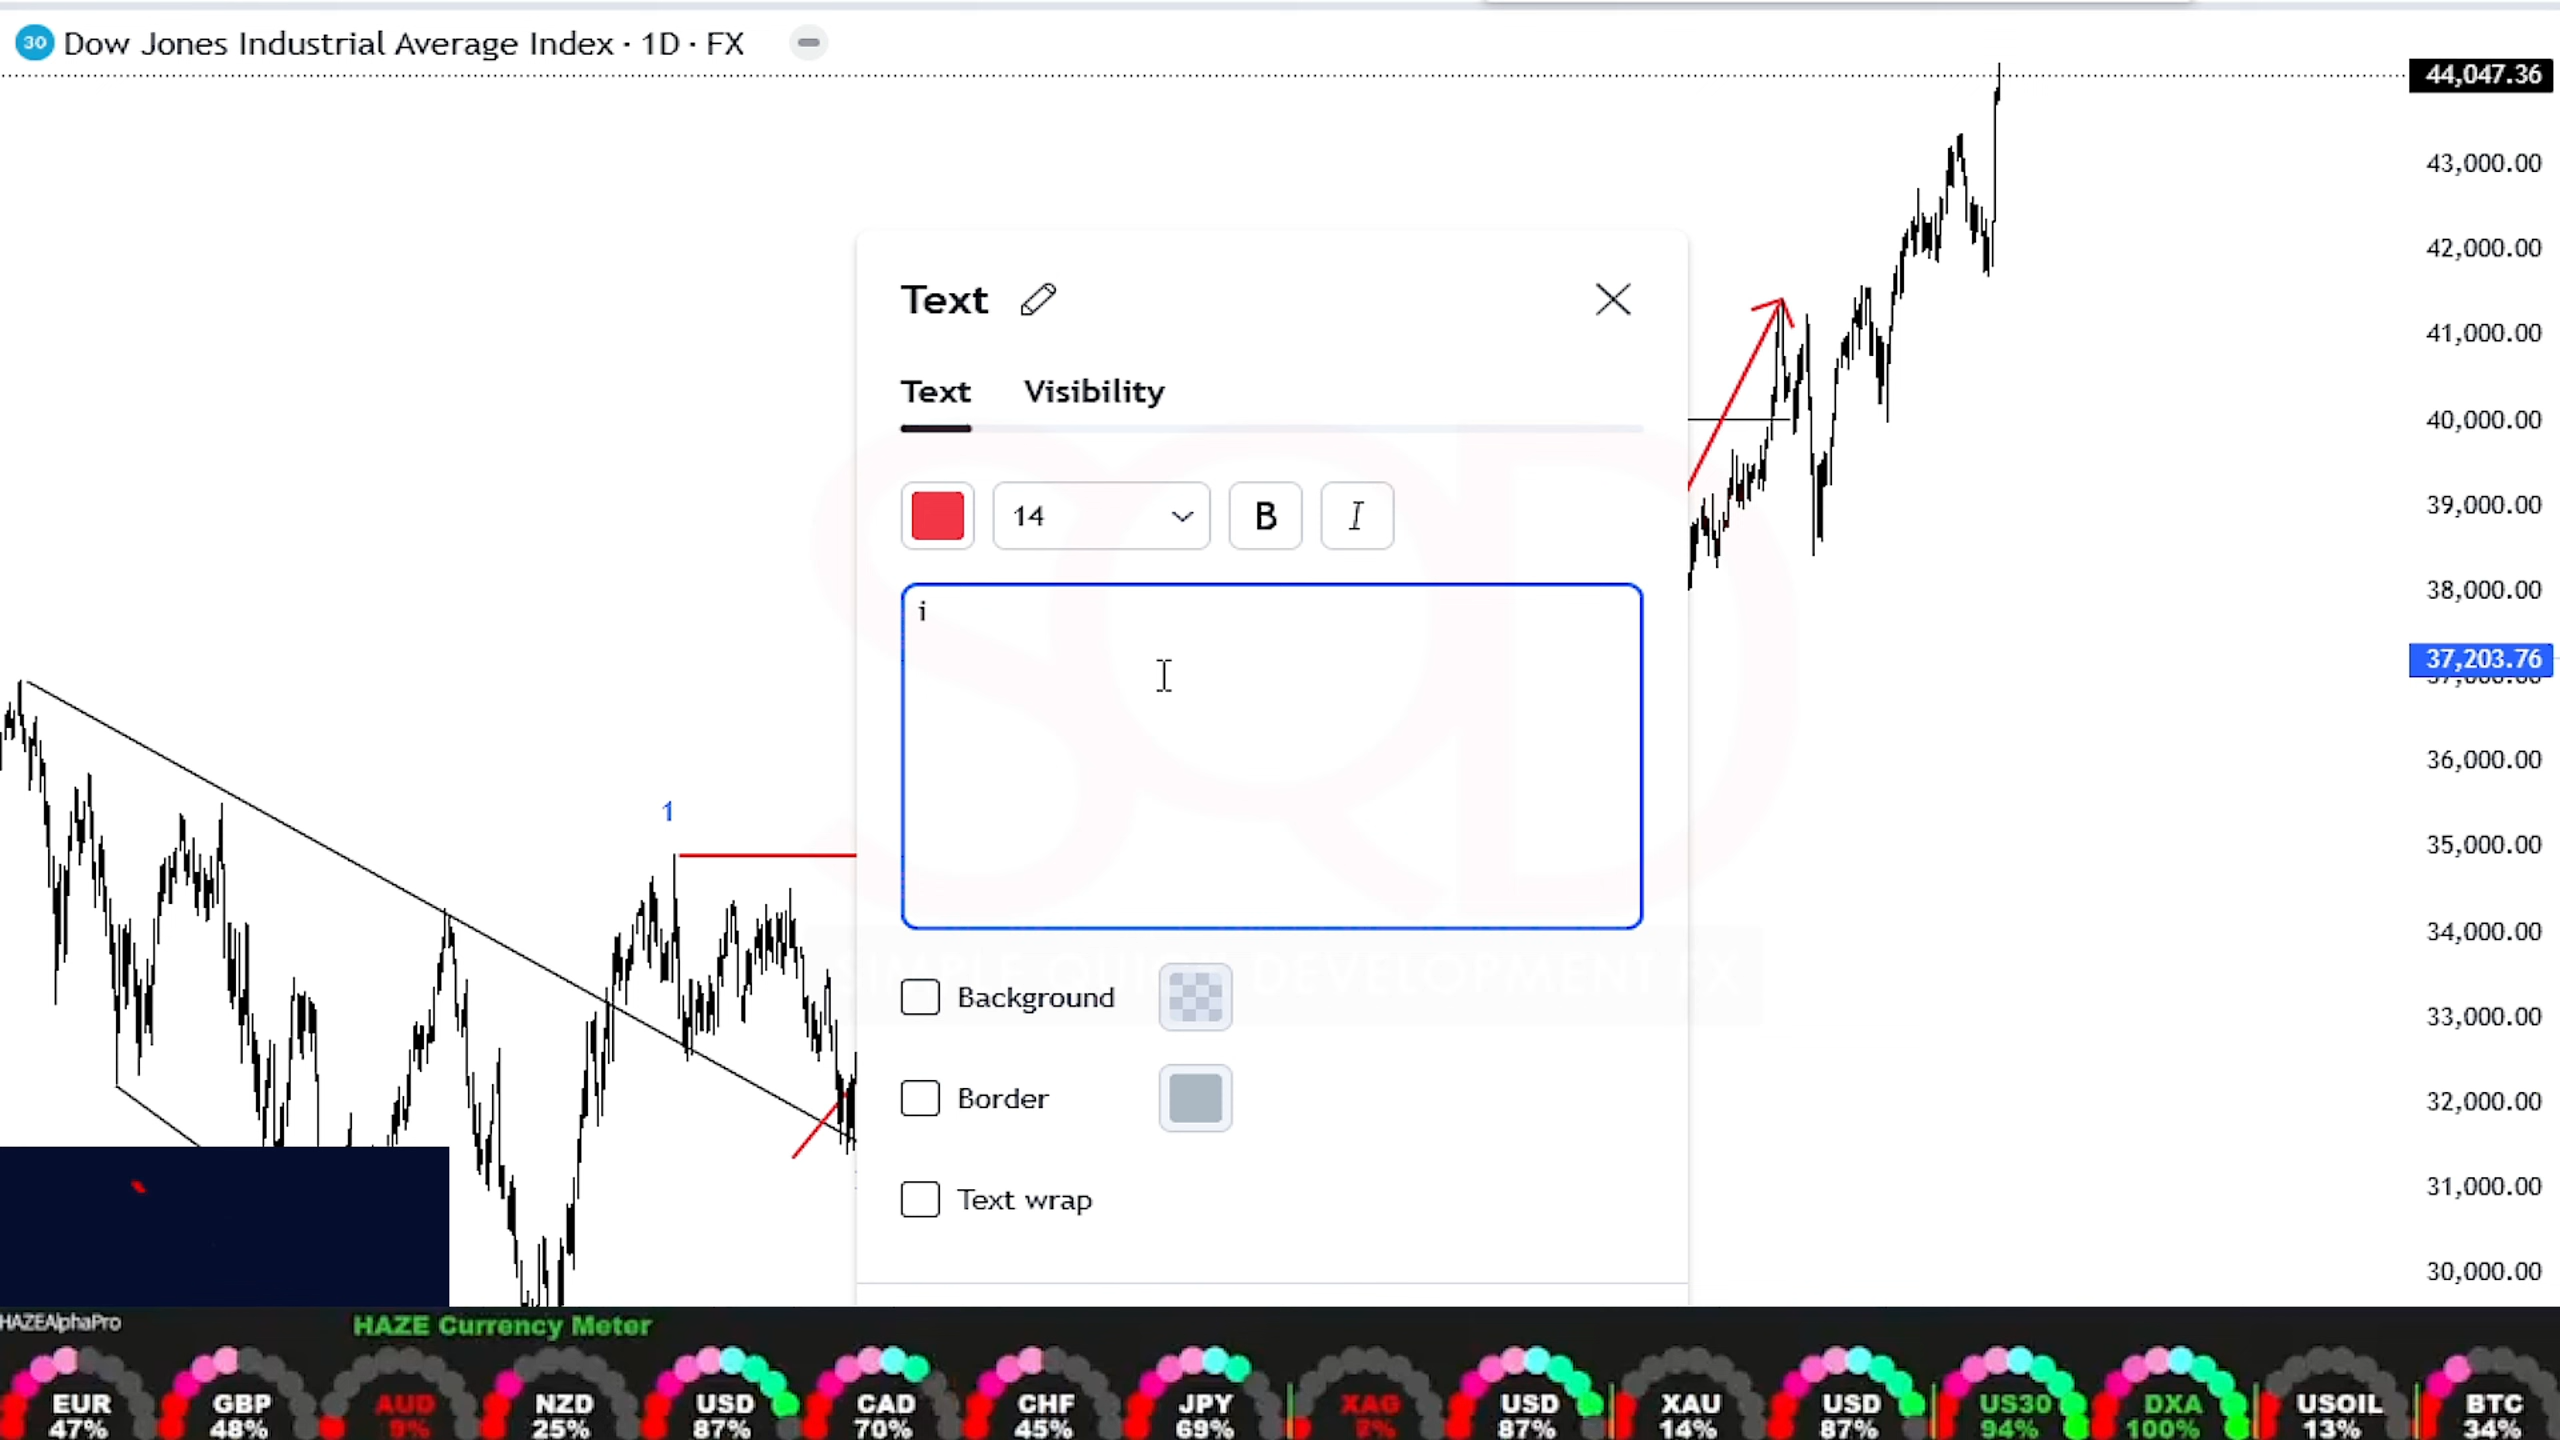 30 Dow Jones Industrial Average Index · 1D · FX
44,047.36
43,000.00
42,000.00
41,000.00
40,000.00
39,000.00
38,000.00
37,203.76
36,000.00
35,000.00
34,000.00
33,000.00
32,000.00
31,000.00
30,000.00
1
Text
Text Visibility
14 B I
i
Background
Border
Text wrap
HAZEAlphaPro HAZE Currency Meter
EUR GBP AUD NZD USD CAD CHF JPY XAG USD XAU USD US30 DXA USOIL BTC
47% 48% 25% 87% 70% 45% 69% 7% 87% 14% 87% 94% 100% 13% 34%